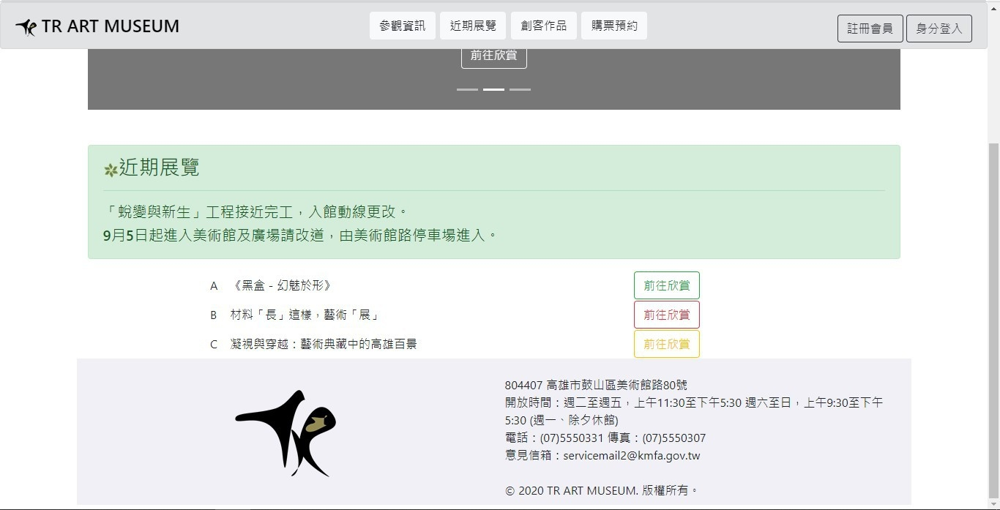 TR ART MUSEUM
參觀資訊 近期展覽 創客作品 購票預約
註冊會員 身分登入
前往欣賞
近期展覽
「蛻變與新生」工程接近完工，入館動線更改。
9月5日起進入美術館及廣場請改道，由美術館路停車場進入。
A 《黑盒 - 幻魅於形》 前往欣賞
B 材料「長」這樣，藝術「展」 前往欣賞
C 凝視與穿越：藝術典藏中的高雄百景 前往欣賞
804407 高雄市鼓山區美術館路80號
開放時間：週二至週五，上午11:30至下午5:30 週六至日，上午9:30至下午
5:30 (週一、除夕休館)
電話：(07)5550331 傳真：(07)5550307
意見信箱：servicemail2@kmfa.gov.tw
© 2020 TR ART MUSEUM. 版權所有。